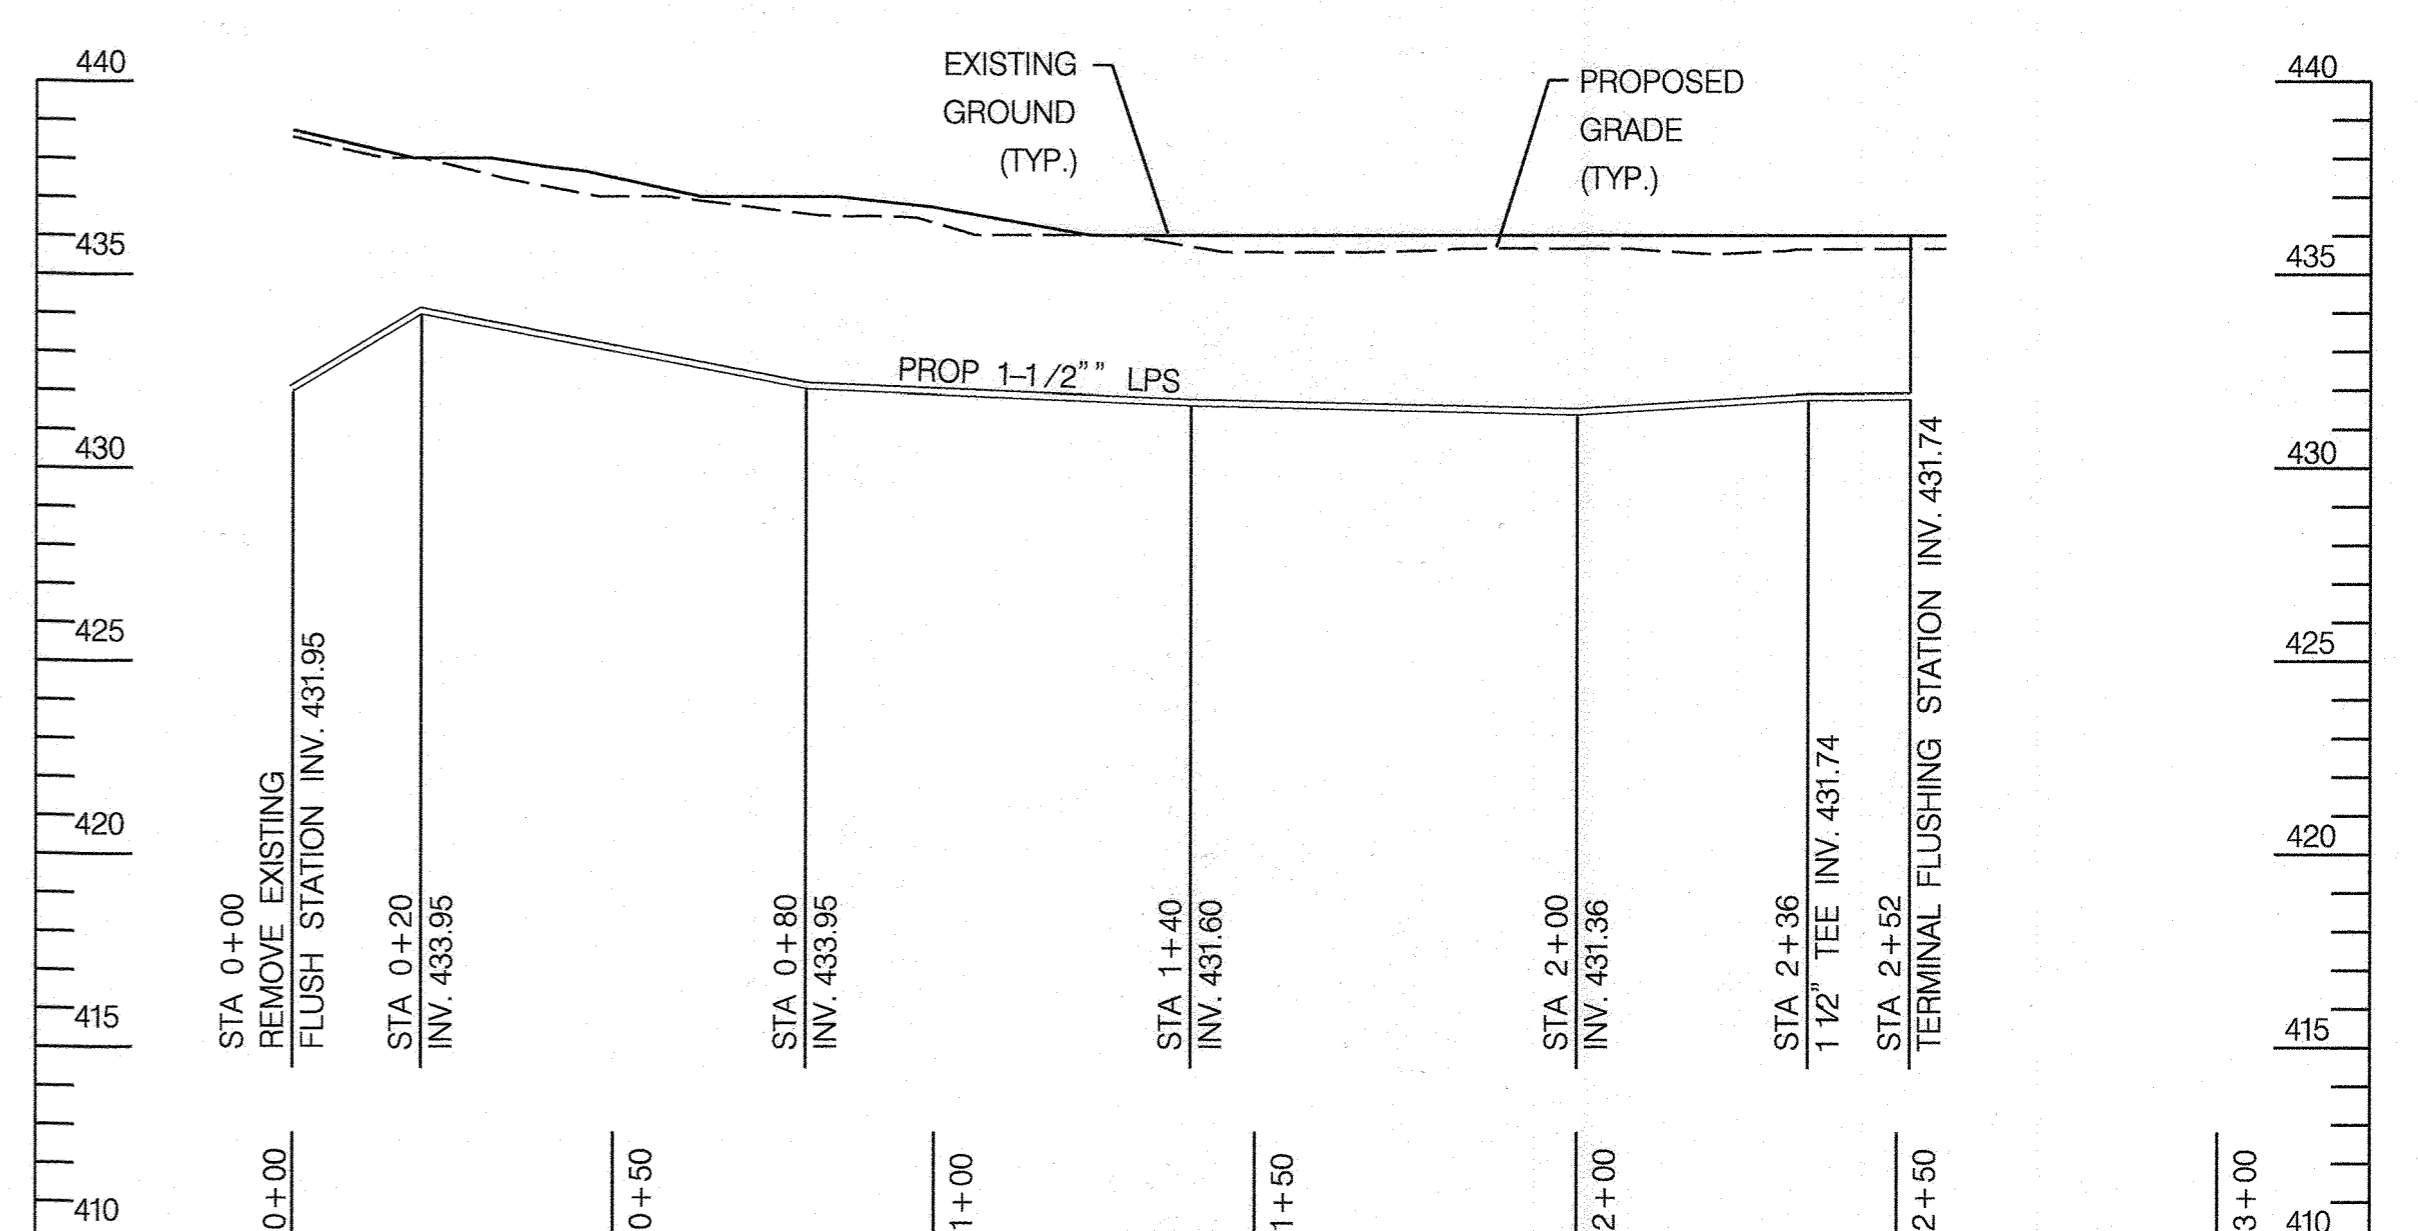 440
435
430
425
420
415
410
EXISTING
GROUND
(TYP.)
PROPOSED
GRADE
(TYP.)
PROP 1-1/2”” LPS
STA 0+00
REMOVE EXISTING
FLUSH STATION INV. 431.95
STA 0+20
INV. 433.95
STA 0+80
INV. 433.95
STA 1+40
INV. 431.60
STA 2+00
INV. 431.36
STA 2+36
1 1/2” TEE INV. 431.74
STA 2+52
TERMINAL FLUSHING STATION INV. 431.74
440
435
430
425
420
415
410
0+00
0+50
1+00
1+50
2+00
2+50
3+00